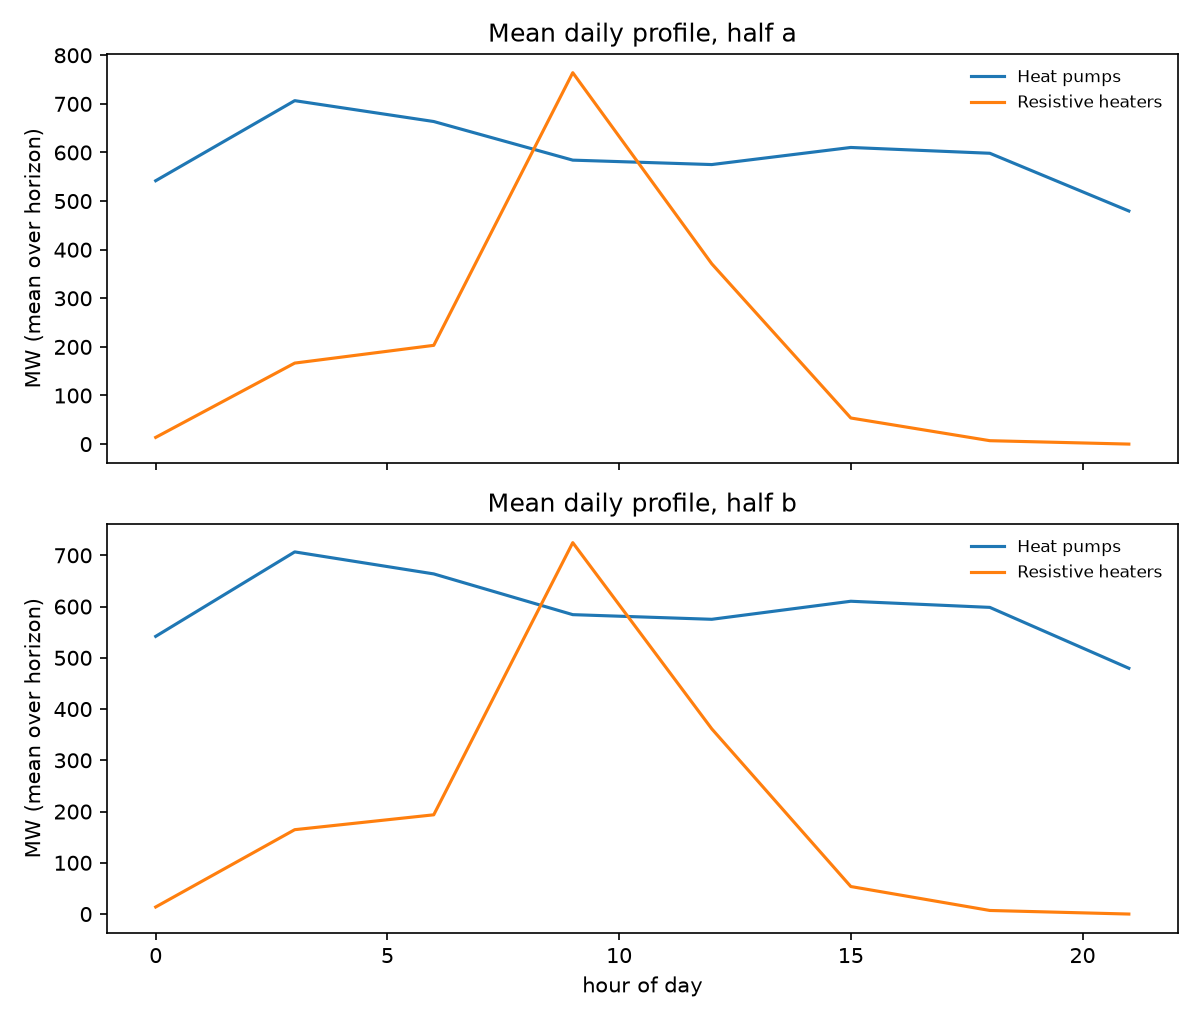 Mean daily profile, half a
MW (mean over horizon)
800
700
600
500
400
300
200
100
0
Heat pumps
Resistive heaters
Mean daily profile, half b
MW (mean over horizon)
700
600
500
400
300
200
100
0
Heat pumps
Resistive heaters
0 5 10 15 20
hour of day